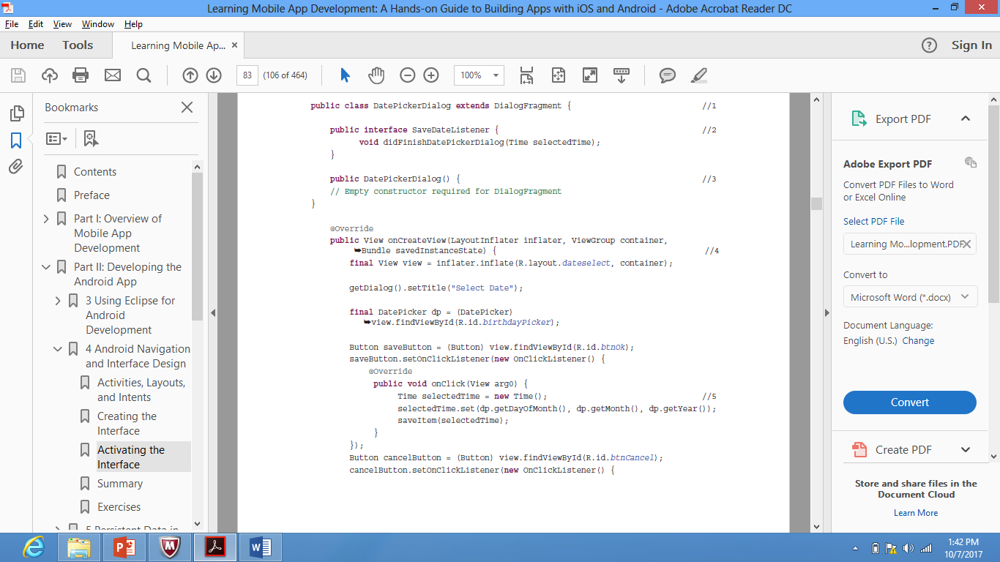 Learning Mobile App Development: A Hands-on Guide to Building Apps with iOS and Android - Adobe Acrobat Reader DC
File Edit View Window Help
Home Tools Learning Mobile Ap... × ? Sign In
83 (106 of 464) 100%
Bookmarks
Contents
Preface
Part I: Overview of
Mobile App
Development
Part II: Developing the
Android App
3 Using Eclipse for
Android
Development
4 Android Navigation
and Interface Design
Activities, Layouts,
and Intents
Creating the
Interface
Activating the
Interface
Summary
Exercises
5 Persistent Data in
public class DatePickerDialog extends DialogFragment { //1
public interface SaveDateListener { //2
void didFinishDatePickerDialog(Time selectedTime);
}
public DatePickerDialog() { //3
// Empty constructor required for DialogFragment
}
@Override
public View onCreateView(LayoutInflater inflater, ViewGroup container,
➥Bundle savedInstanceState) { //4
final View view = inflater.inflate(R.layout.dateselect, container);
getDialog().setTitle("Select Date");
final DatePicker dp = (DatePicker)
➥view.findViewById(R.id.birthdayPicker);
Button saveButton = (Button) view.findViewById(R.id.btnOk);
saveButton.setOnClickListener(new OnClickListener() {
@Override
public void onClick(View arg0) {
Time selectedTime = new Time(); //5
selectedTime.set(dp.getDayOfMonth(), dp.getMonth(), dp.getYear());
saveItem(selectedTime);
}
});
Button cancelButton = (Button) view.findViewById(R.id.btnCancel);
cancelButton.setOnClickListener(new OnClickListener() {
Export PDF
Adobe Export PDF
Convert PDF Files to Word
or Excel Online
Select PDF File
Learning Mo...lopment.PDF
Convert to
Microsoft Word (*.docx)
Document Language:
English (U.S.) Change
Convert
Create PDF
Store and share files in the
Document Cloud
Learn More
1:42 PM
10/7/2017